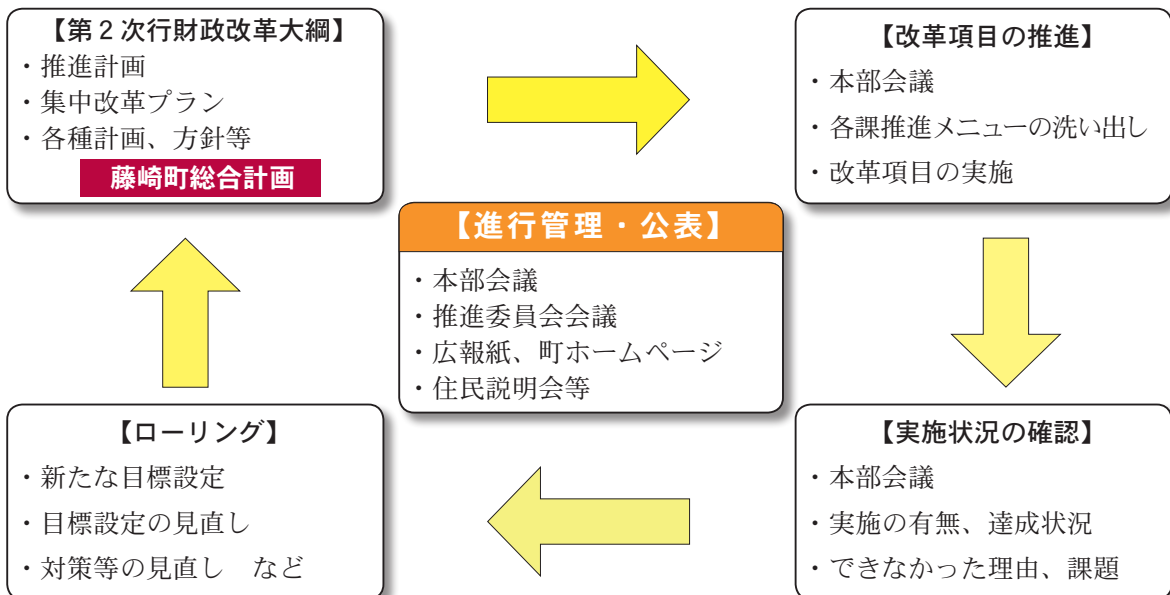 【第２次行財政改革大綱】
・推進計画
・集中改革プラン
・各種計画、方針等
藤崎町総合計画
【改革項目の推進】
・本部会議
・各課推進メニューの洗い出し
・改革項目の実施
【進行管理・公表】
・本部会議
・推進委員会会議
・広報紙、町ホームページ
・住民説明会等
【ローリング】
・新たな目標設定
・目標設定の見直し
・対策等の見直し　など
【実施状況の確認】
・本部会議
・実施の有無、達成状況
・できなかった理由、課題